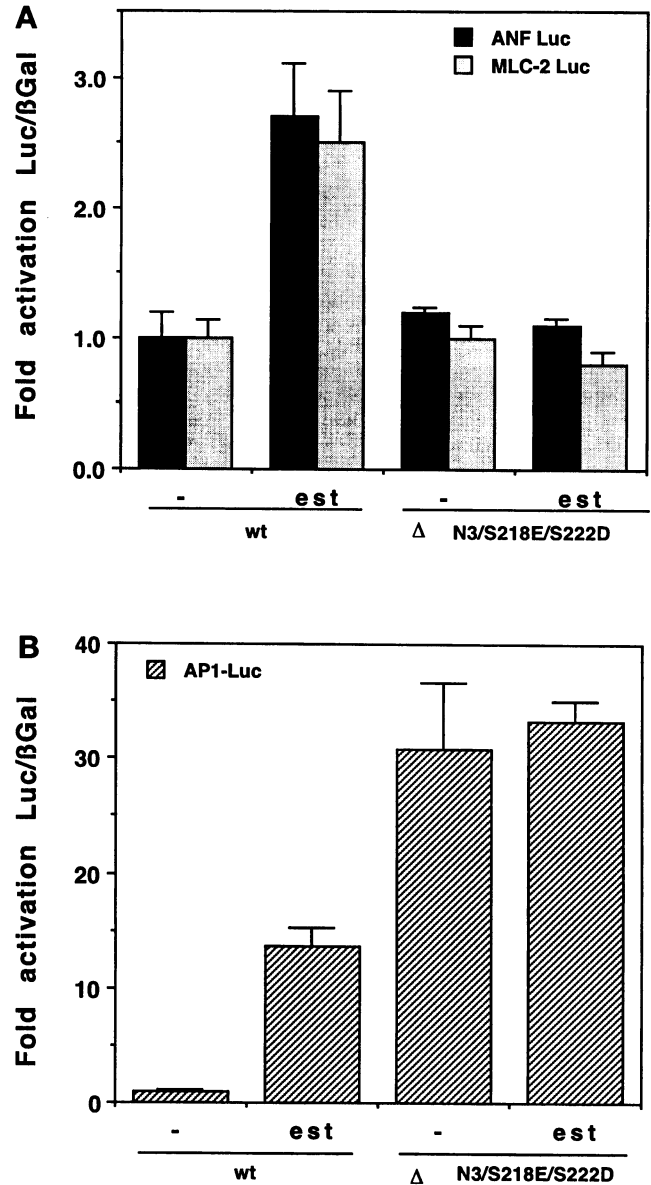 A
ANF Luc
MLC-2 Luc
Fold activation Luc/ßGal
3.0
2.0
1.0
0.0
- est - est
wt Δ N3/S218E/S222D
B
AP1-Luc
Fold activation Luc/ßGal
40
30
20
10
0
- est - est
wt Δ N3/S218E/S222D